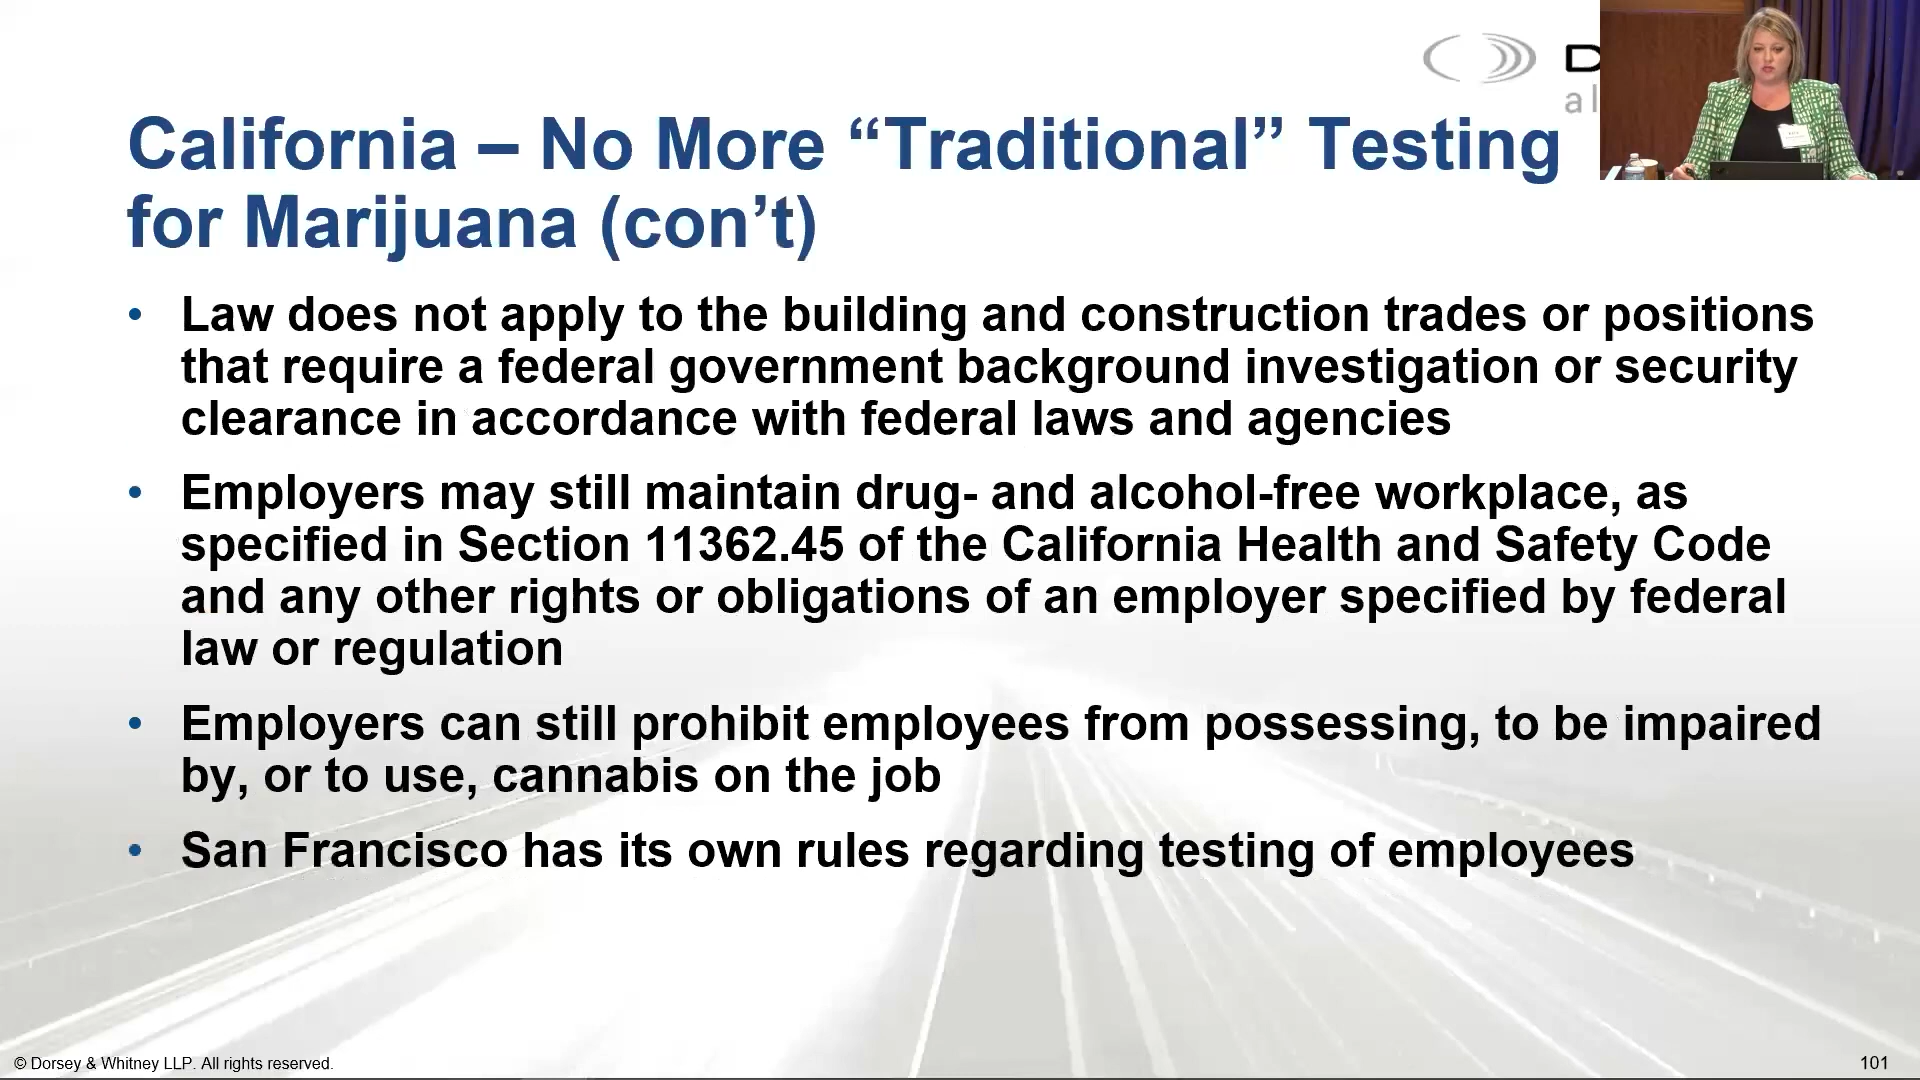 California – No More “Traditional” Testing
for Marijuana (con’t)
• Law does not apply to the building and construction trades or positions
that require a federal government background investigation or security
clearance in accordance with federal laws and agencies
• Employers may still maintain drug- and alcohol-free workplace, as
specified in Section 11362.45 of the California Health and Safety Code
and any other rights or obligations of an employer specified by federal
law or regulation
• Employers can still prohibit employees from possessing, to be impaired
by, or to use, cannabis on the job
• San Francisco has its own rules regarding testing of employees
© Dorsey & Whitney LLP. All rights reserved.
101